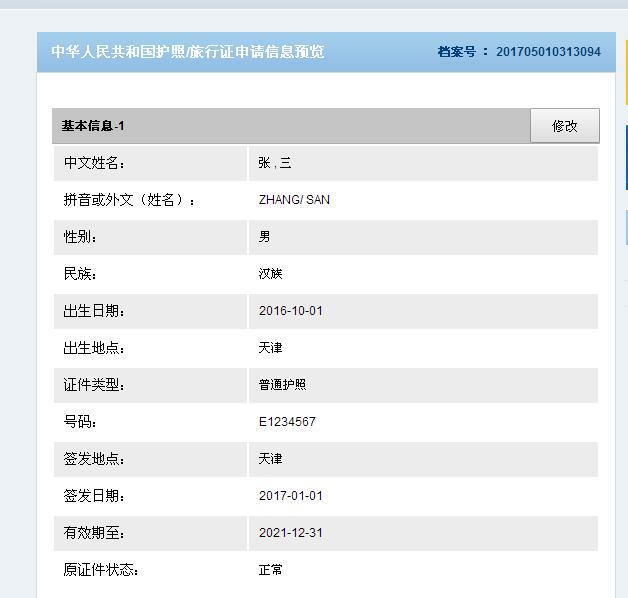 中华人民共和国护照/旅行证申请信息预览 档案号 : 201705010313094
基本信息-1 修改
中文姓名: 张 , 三
拼音或外文（姓名）: ZHANG/ SAN
性别: 男
民族: 汉族
出生日期: 2016-10-01
出生地点: 天津
证件类型: 普通护照
号码: E1234567
签发地点: 天津
签发日期: 2017-01-01
有效期至: 2021-12-31
原证件状态: 正常